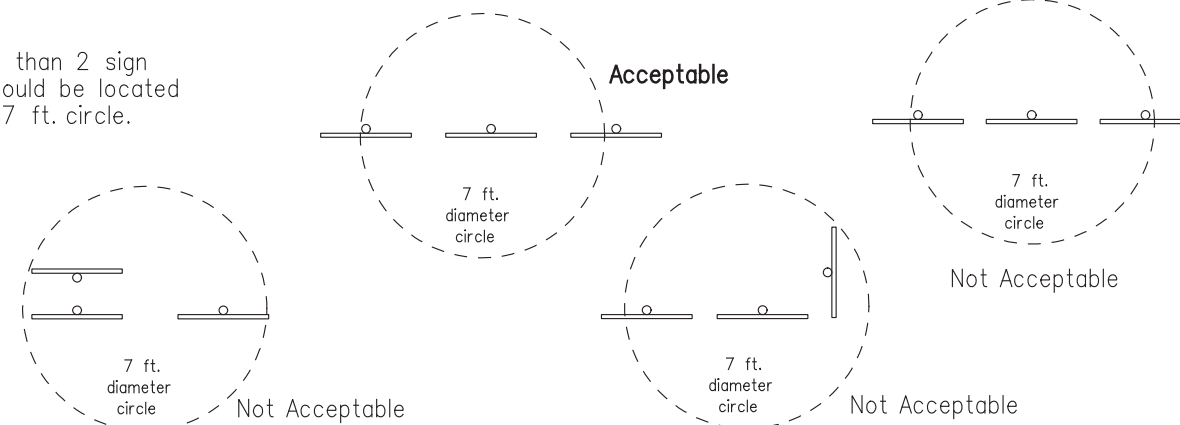 than 2 sign
ould be located
7 ft. circle.
Acceptable
7 ft.
diameter
circle
7 ft.
diameter
circle
Not Acceptable
7 ft.
diameter
circle
Not Acceptable
7 ft.
diameter
circle
Not Acceptable